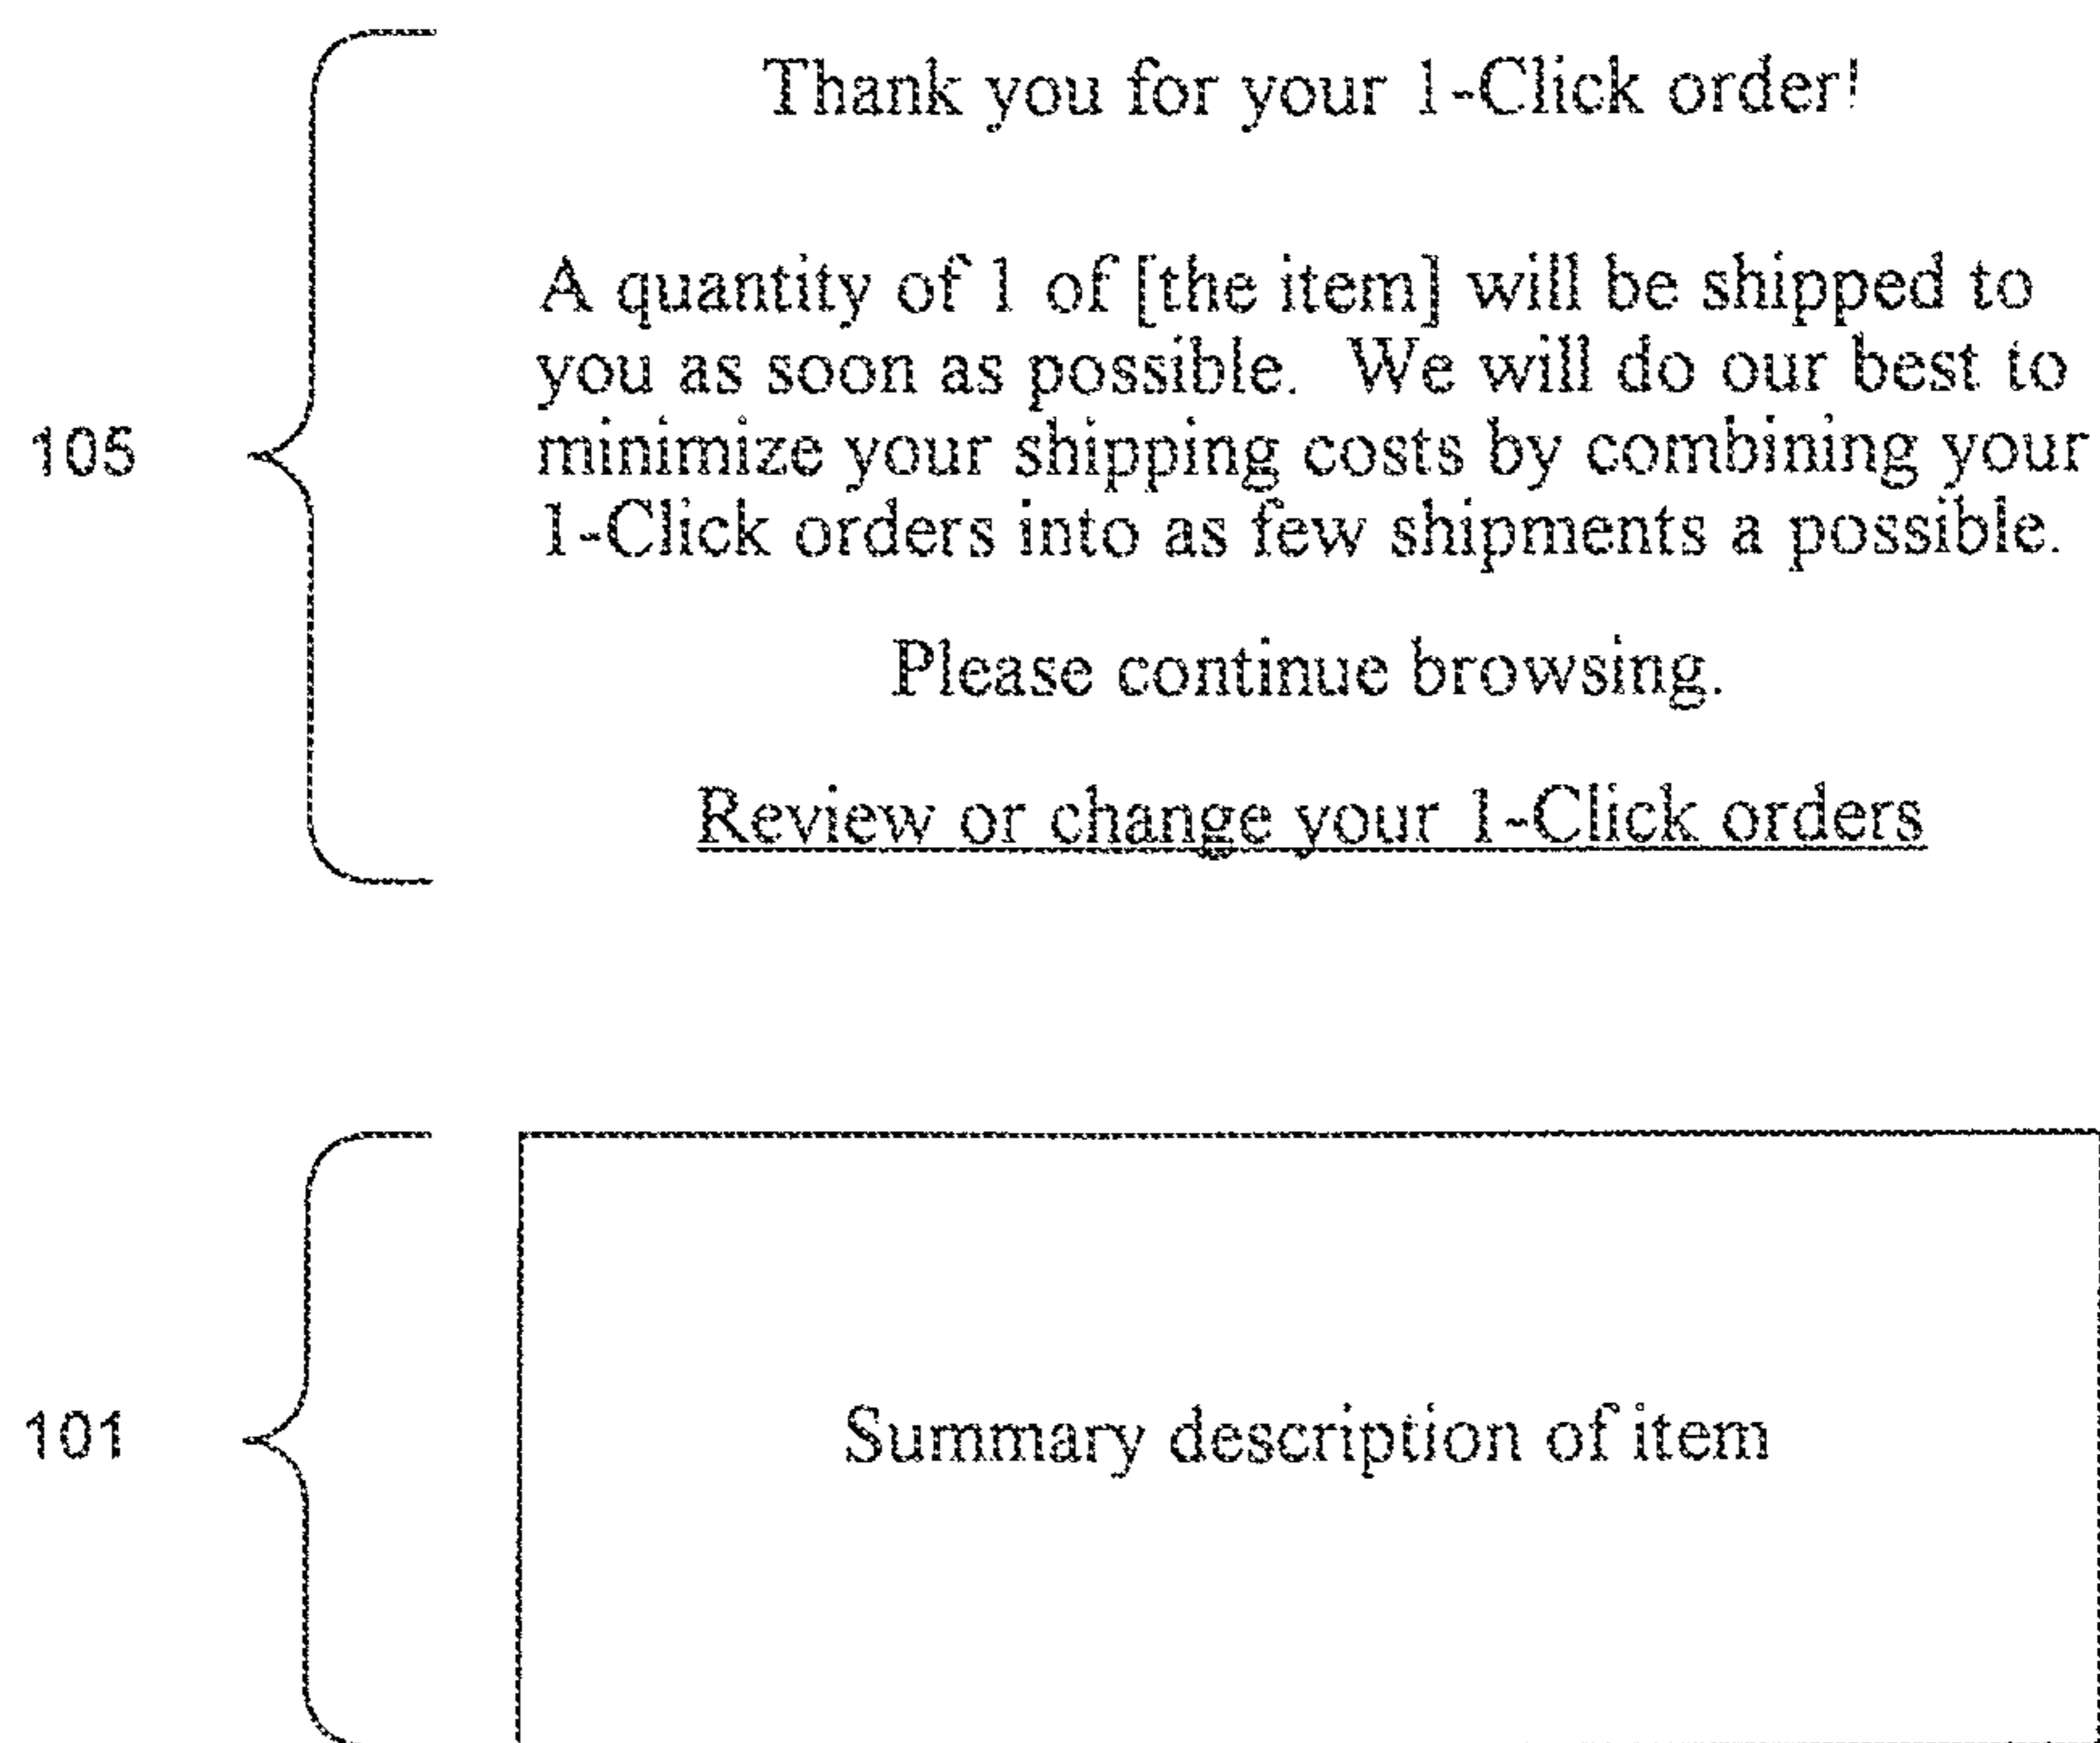 Thank you for your 1-Click order!
A quantity of 1 of [the item] will be shipped to
you as soon as possible. We will do our best to
minimize your shipping costs by combining your
105
1-Click orders into as few shipments a possible.
Please continue browsing.
Review or change your 1-Click orders
101
Summary description of item